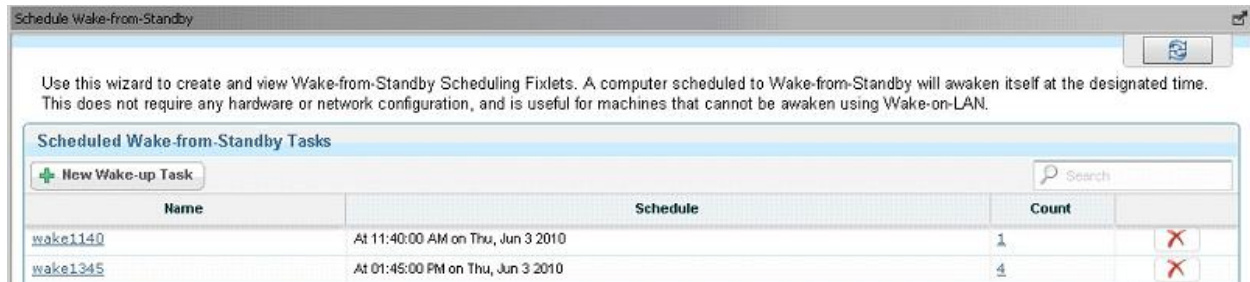 Schedule Wake-from-Standby
Use this wizard to create and view Wake-from-Standby Scheduling Fixlets. A computer scheduled to Wake-from-Standby will awaken itself at the designated time.
This does not require any hardware or network configuration, and is useful for machines that cannot be awaken using Wake-on-LAN.
Scheduled Wake-from-Standby Tasks
New Wake-up Task Search
Name Schedule Count
wake1140 At 11:40:00 AM on Thu, Jun 3 2010 1
wake1345 At 01:45:00 PM on Thu, Jun 3 2010 4